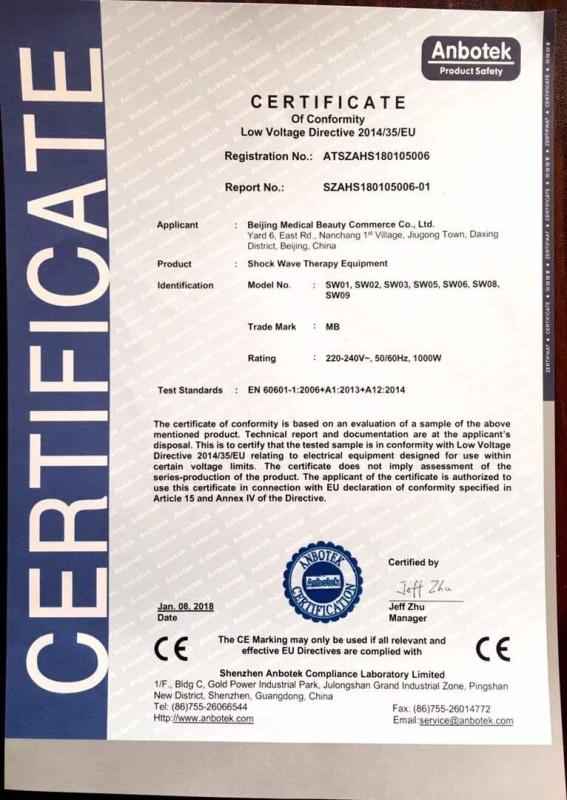 CERTIFICATE
Anbotek
Product Safety
CERTIFICATE
Of Conformity
Low Voltage Directive 2014/35/EU
Registration No.: ATSZAHS180105006
Report No.: SZAHS180105006-01
Applicant : Beijing Medical Beauty Commerce Co., Ltd.
Yard 6, East Rd., Nanchang 1st Village, Jiugong Town, Daxing
District, Beijing, China
Product : Shock Wave Therapy Equipment
Identification Model No. : SW01, SW02, SW03, SW05, SW06, SW08,
SW09
Trade Mark : MB
Rating : 220-240V~, 50/60Hz, 1000W
Test Standards : EN 60601-1:2006+A1:2013+A12:2014
The certificate of conformity is based on an evaluation of a sample of the above
mentioned product. Technical report and documentation are at the applicant's
disposal. This is to certify that the tested sample is in conformity with Low Voltage
Directive 2014/35/EU relating to electrical equipment designed for use within
certain voltage limits. The certificate does not imply assessment of the
series-production of the product. The applicant of the certificate is authorized to
use this certificate in connection with EU declaration of conformity specified in
Article 15 and Annex IV of the Directive.
ANBOTEK
Anbotek
CERTIFICATION
Certified by
Jeff Zhu
Jan. 08, 2018
Date
Jeff Zhu
Manager
CE
The CE Marking may only be used if all relevant and
effective EU Directives are complied with
CE
Shenzhen Anbotek Compliance Laboratory Limited
1/F., Bldg C, Gold Power Industrial Park, Julongshan Grand Industrial Zone, Pingshan
New District, Shenzhen, Guangdong, China
Tel: (86)755-26066544 Fax: (86)755-26014772
Http://www.anbotek.com Email:service@anbotek.com